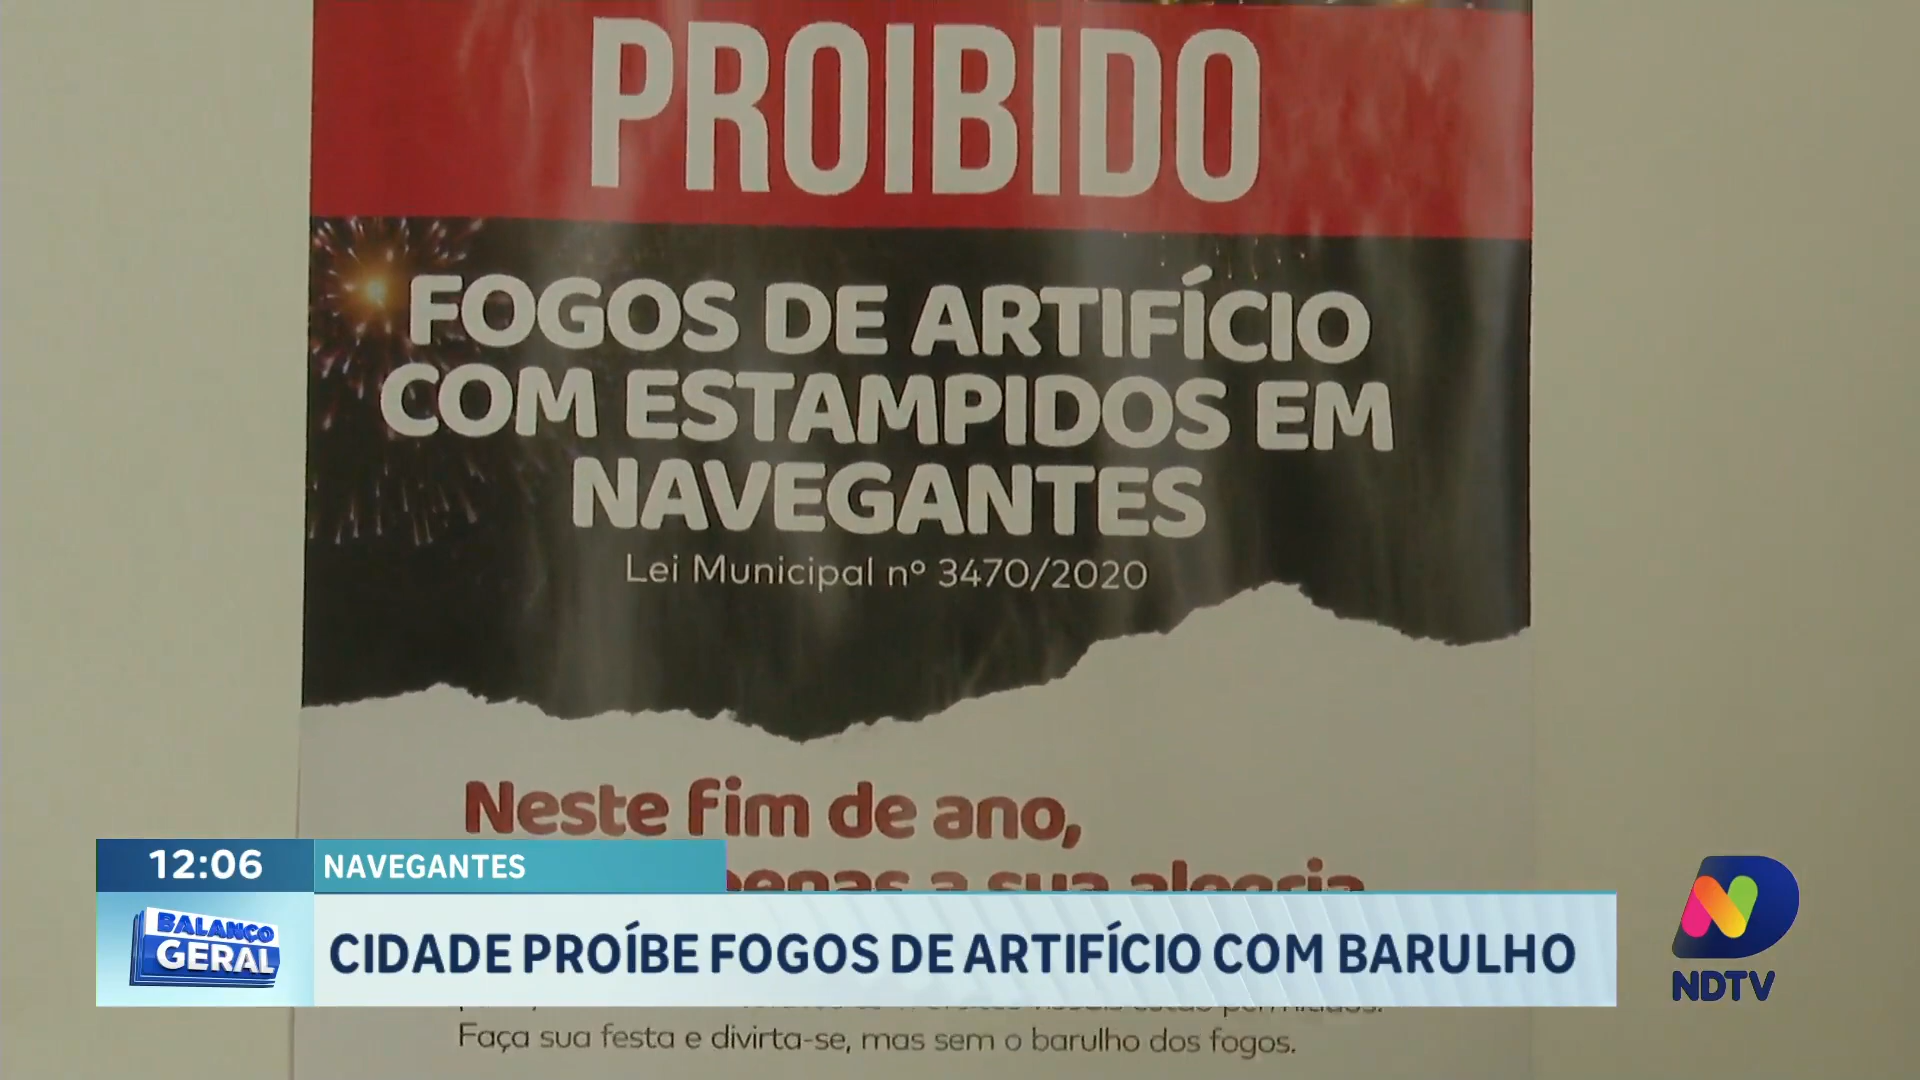 PROIBIDO
FOGOS DE ARTIFÍCIO
COM ESTAMPIDOS EM
NAVEGANTES
Lei Municipal nº 3470/2020
Neste fim de ano,
a sua alegria
12:06 NAVEGANTES
BALANÇO
GERAL
CIDADE PROÍBE FOGOS DE ARTIFÍCIO COM BARULHO
NDTV
Faça sua festa e divirta-se, mas sem o barulho dos fogos.